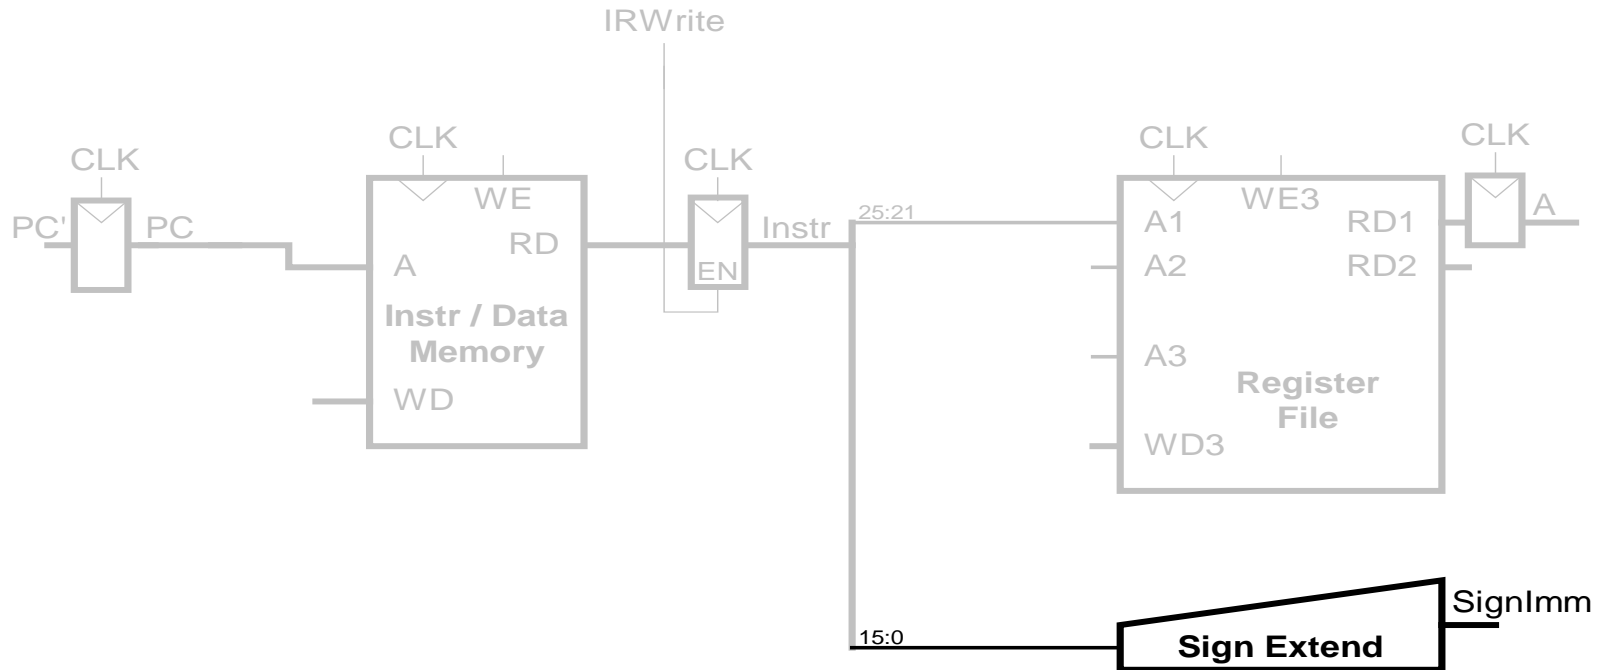 IRWrite
CLK
CLK
CLK
CLK
CLK
PC'
PC
WE
RD
A
Instr / Data
Memory
WD
EN
Instr
25:21
A1
A2
A3
WD3
WE3
RD1
RD2
Register
File
A
15:0
Sign Extend
SignImm